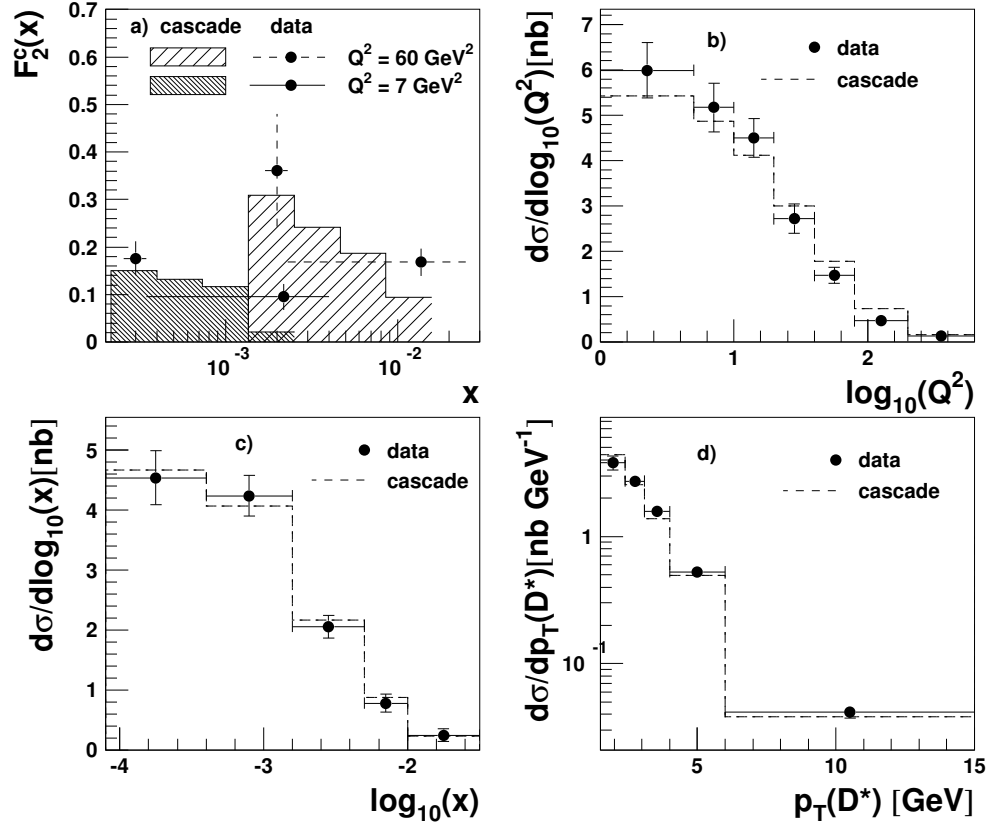 a) cascade data
Q² = 60 GeV²
Q² = 7 GeV²
F₂ᶜ(x)
0.7
0.6
0.5
0.4
0.3
0.2
0.1
0
10⁻³ 10⁻²
x
b)
data
cascade
dσ/dlog₁₀(Q²)[nb]
7
6
5
4
3
2
1
0
0 1 2
log₁₀(Q²)
c)
data
cascade
dσ/dlog₁₀(x)[nb]
5
4
3
2
1
0
-4 -3 -2
log₁₀(x)
d)
data
cascade
dσ/dp_T(D*)[nb GeV⁻¹]
1
10⁻¹
5 10 15
p_T(D*) [GeV]